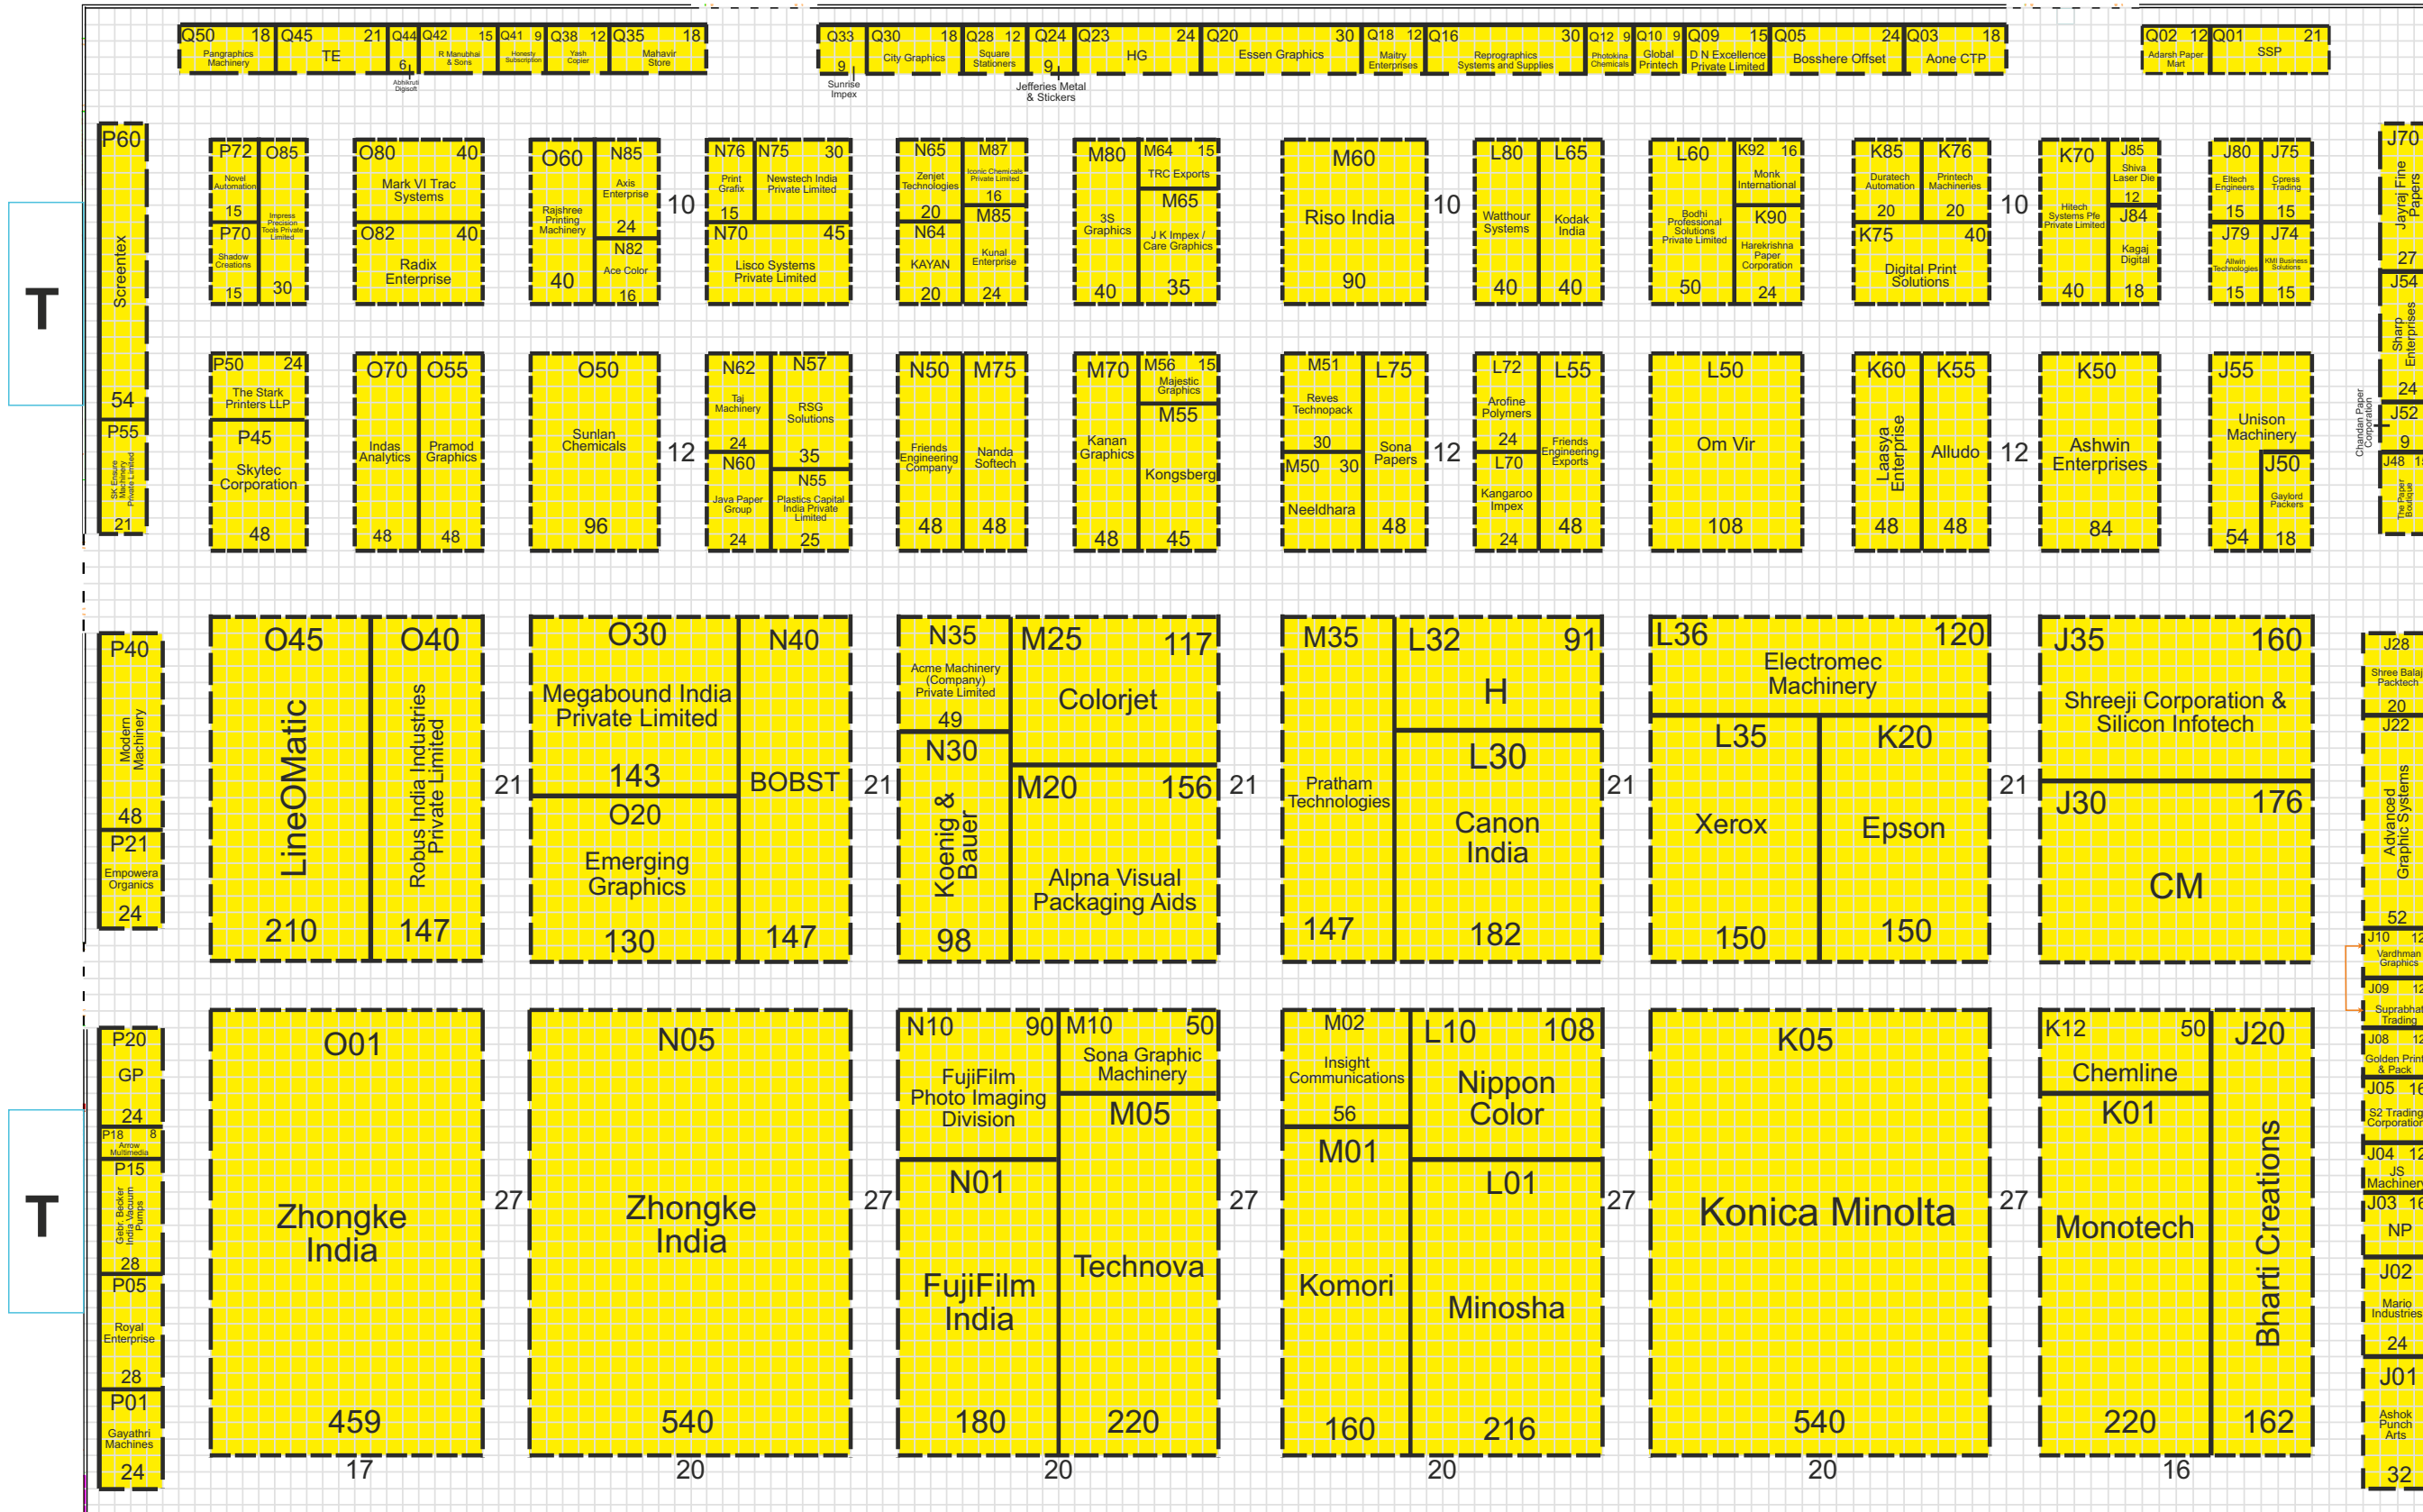 Q50 18
Pangraphics
Machinery
Q45 21
TE
Q44
6
Abhikruti
Digisoft
Q42 15
R Manubhai
& Sons
Q41 9
Honesty
Subscription
Q38 12
Yash
Copier
Q35 18
Mahavir
Store
Q33
9
Sunrise
Impex
Q30 18
City Graphics
Q28 12
Square
Stationers
Q24
9
Jefferies Metal
& Stickers
Q23 24
HG
Q20 30
Essen Graphics
Q18 12
Maitry
Enterprises
Q16 30
Reprographics
Systems and Supplies
Q12 9
Photokina
Chemicals
Q10 9
Global
Printech
Q09 15
D N Excellence
Private Limited
Q05 24
Bosshere Offset
Q03 18
Aone CTP
Q02 12
Adarsh Paper
Mart
Q01 21
SSP
T
P60
Screentex
54
P55
SK Ensure
Machinery
Private Limited
21
P72
Novel
Automation
15
P70
Shadow
Creations
15
O85
Impress
Precision
Tools Private
Limited
30
O80 40
Mark VI Trac
Systems
O82 40
Radix
Enterprise
O60
Rajshree
Printing
Machinery
40
N85
Axis
Enterprise
24
N82
Ace Color
16
10
N76
Print
Grafix
15
N75 30
Newstech India
Private Limited
N70 45
Lisco Systems
Private Limited
N65
Zenjet
Technologies
20
N64
KAYAN
20
M87
Iconic Chemicals
Private Limited
16
M85
Kunal
Enterprise
24
M80
3S
Graphics
40
M64 15
TRC Exports
M65
J K Impex /
Care Graphics
35
M60
Riso India
90
10
L80
Watthour
Systems
40
L65
Kodak
India
40
L60
Bodhi
Professional
Solutions
Private Limited
50
K92 16
Monk
International
K90
Harekrishna
Paper
Corporation
24
K85
Duratech
Automation
20
K76
Printech
Machineries
20
K75 40
Digital Print
Solutions
10
K70
Hitech
Systems Pfe
Private Limited
40
J85
Shiva
Laser Die
12
J84
Kagaj
Digital
18
J80
Eltech
Engineers
15
J75
Cpress
Trading
15
J79
Allwin
Technologies
15
J74
KMI Business
Solutions
15
J70
Jayraj Fine
Papers
27
J54
Sharp
Enterprises
24
Chandan Paper
Corporation
J52
9
J48 15
The Paper
Boutique
P50 24
The Stark
Printers LLP
P45
Skytec
Corporation
48
O70
Indas
Analytics
48
O55
Pramod
Graphics
48
O50
Sunlan
Chemicals
96
12
N62
Taj
Machinery
24
N60
Java Paper
Group
24
N57
RSG
Solutions
35
N55
Plastics Capital
India Private
Limited
25
N50
Friends
Engineering
Company
48
M75
Nanda
Softech
48
M70
Kanan
Graphics
48
M56 15
Majestic
Graphics
M55
Kongsberg
45
M51
Reves
Technopack
30
M50 30
Neeldhara
L75
Sona
Papers
48
12
L72
Arofine
Polymers
24
L70
Kangaroo
Impex
24
L55
Friends
Engineering
Exports
48
L50
Om Vir
108
K60
Laasya
Enterprise
48
K55
Alludo
48
12
K50
Ashwin
Enterprises
84
J55
Unison
Machinery
54
J50
Gaylord
Packers
18
P40
Modern
Machinery
48
P21
Empowera
Organics
24
O45
LineOMatic
210
O40
Robus India Industries
Private Limited
147
21
O30
Megabound India
Private Limited
143
O20
Emerging
Graphics
130
N40
BOBST
147
21
N35
Acme Machinery
(Company)
Private Limited
49
N30
Koenig &
Bauer
98
M25 117
Colorjet
M20 156
Alpna Visual
Packaging Aids
21
M35
Pratham
Technologies
147
L32 91
H
L30
Canon
India
182
21
L36 120
Electromec
Machinery
L35
Xerox
150
K20
Epson
150
21
J35 160
Shreeji Corporation &
Silicon Infotech
J30 176
CM
J28
Shree Balaj
Packtech
20
J22
Advanced
Graphic Systems
52
J10 12
Vardhman
Graphics
J09 12
Suprabhat
Trading
J08 12
Golden Print
& Pack
J05 16
S2 Trading
Corporation
J04 12
JS
Machinery
J03 16
NP
J02
Mario
Industries
24
J01
Ashok
Punch
Arts
32
T
P20
GP
24
P18 8
Arrow
Multimedia
P15
Gebr. Becker
India Vacuum
Pumps
28
P05
Royal
Enterprise
28
P01
Gayathri
Machines
24
O01
Zhongke
India
459
17
27
N05
Zhongke
India
540
20
27
N10 90
FujiFilm
Photo Imaging
Division
N01
FujiFilm
India
180
M10 50
Sona Graphic
Machinery
M05
Technova
220
20
27
M02
Insight
Communications
56
M01
Komori
160
L10 108
Nippon
Color
L01
Minosha
216
20
27
K05
Konica Minolta
540
20
27
K12 50
Chemline
K01
Monotech
220
J20
Bharti Creations
162
16